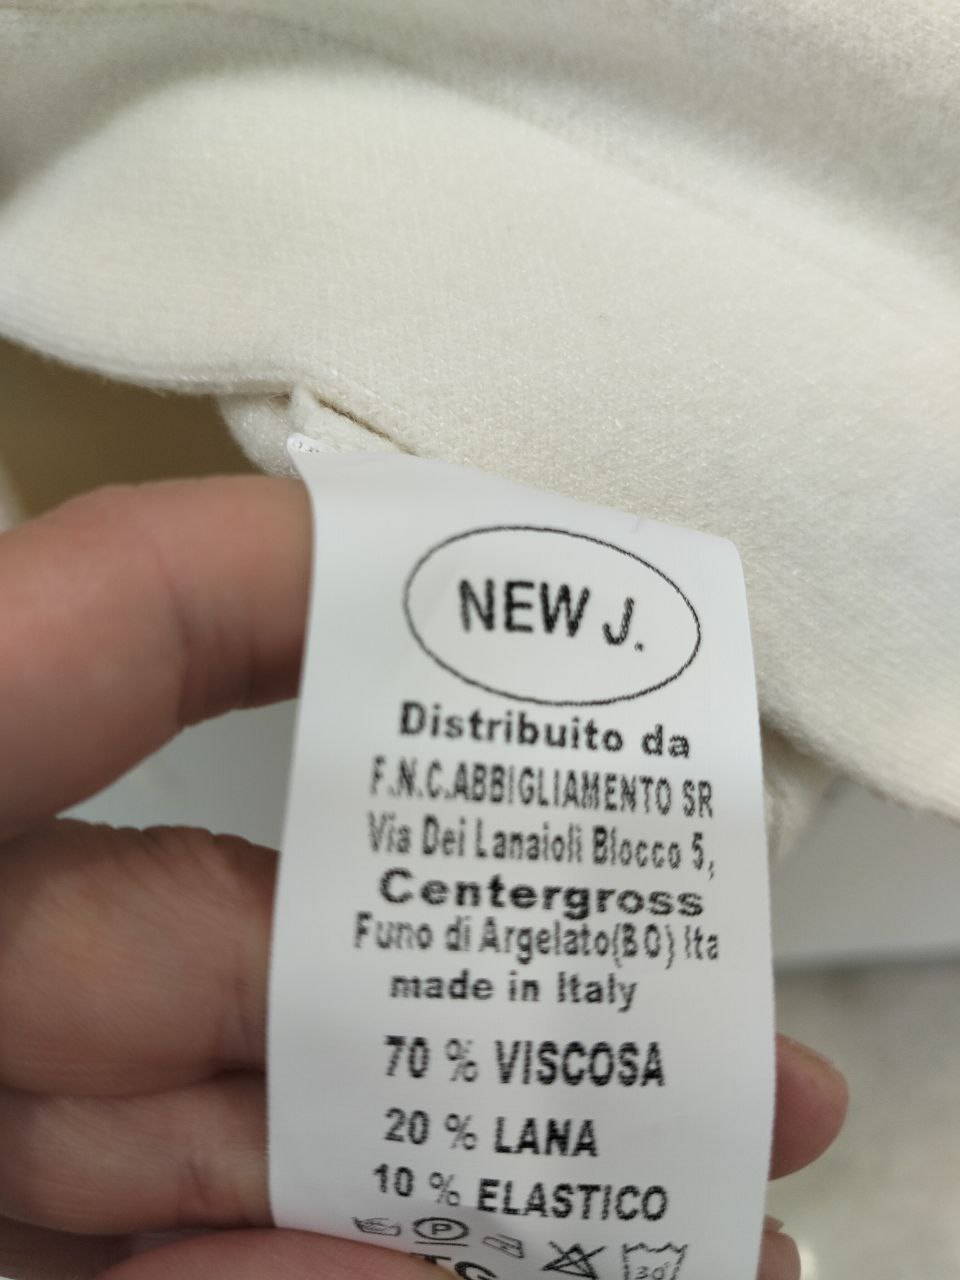 NEW J.
Distribuito da
F.N.C.ABBIGLIAMENTO SR
Via Dei Lanaioli Blocco 5,
Centergross
Funo di Argelato(BO) Ita
made in Italy
70 % VISCOSA
20 % LANA
10 % ELASTICO
P
30°